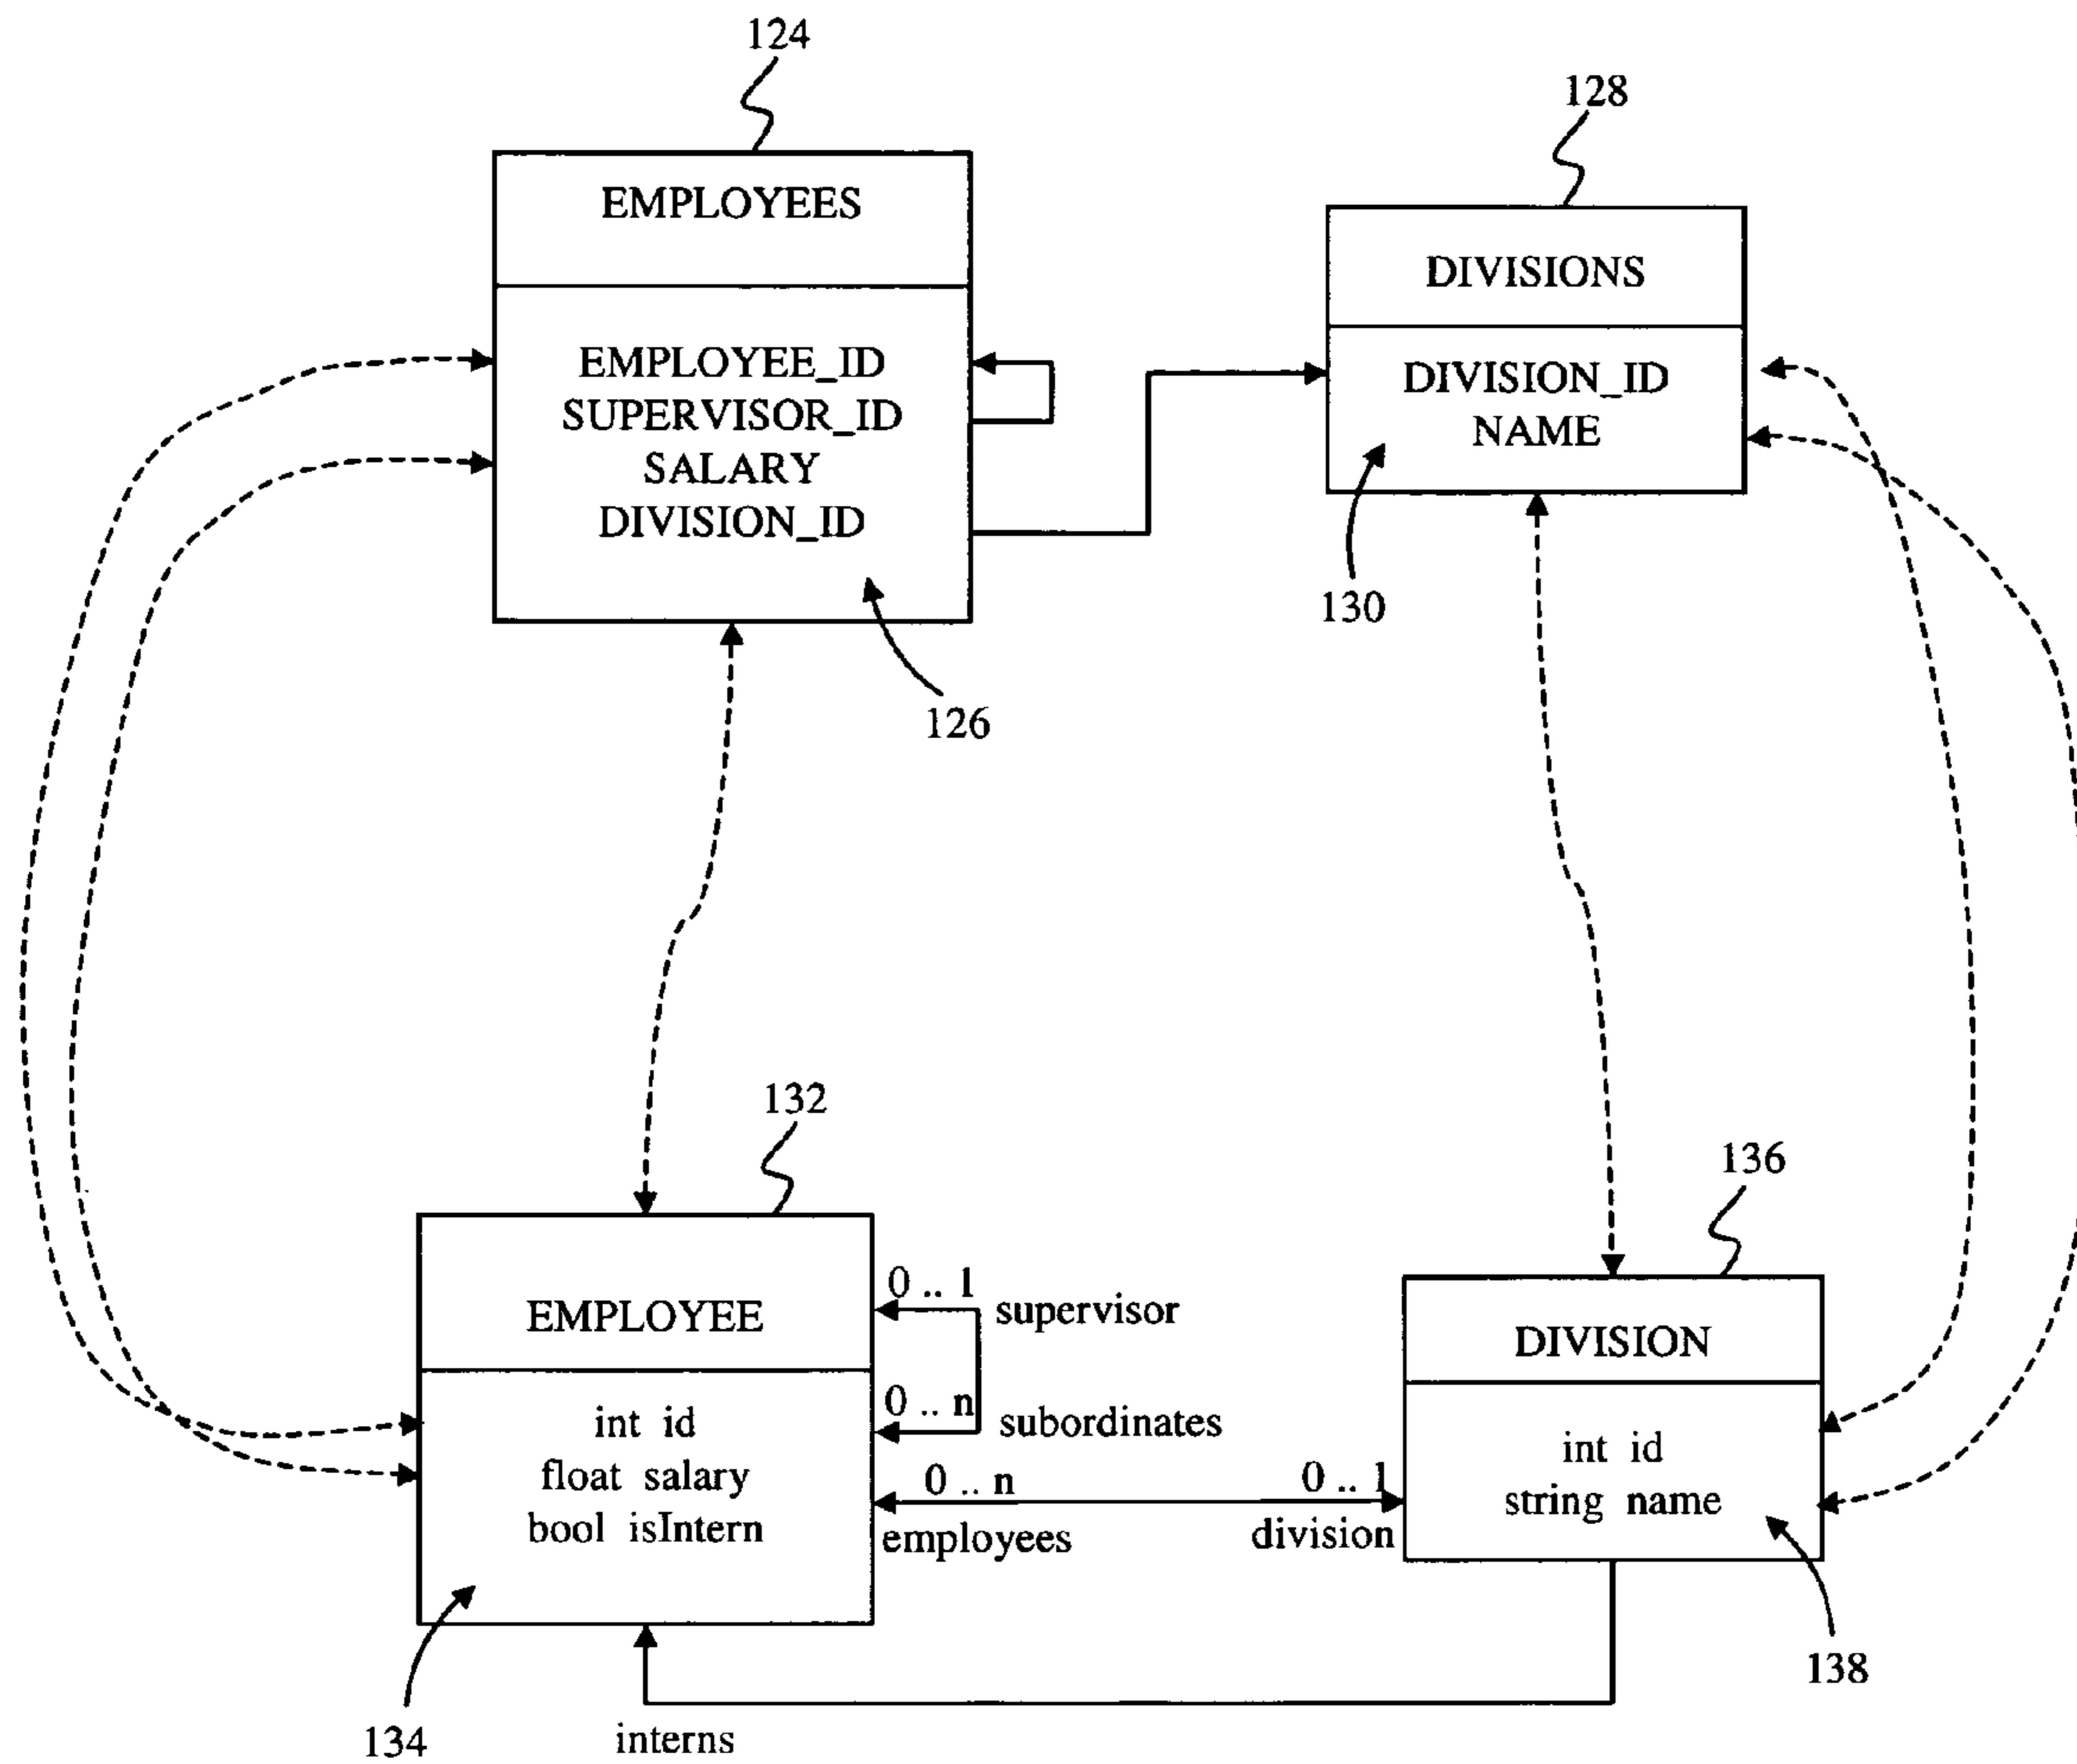 124
128
EMPLOYEES
DIVISIONS
EMPLOYEE_ID
SUPERVISOR_ID
SALARY
DIVISION_ID
DIVISION_ID
NAME
130
126
132
136
EMPLOYEE
0 .. 1
supervisor
DIVISION
int id
float salary
bool isIntern
0 .. n
subordinates
0 .. n
employees
0 .. 1
division
int id
string name
134
interns
138